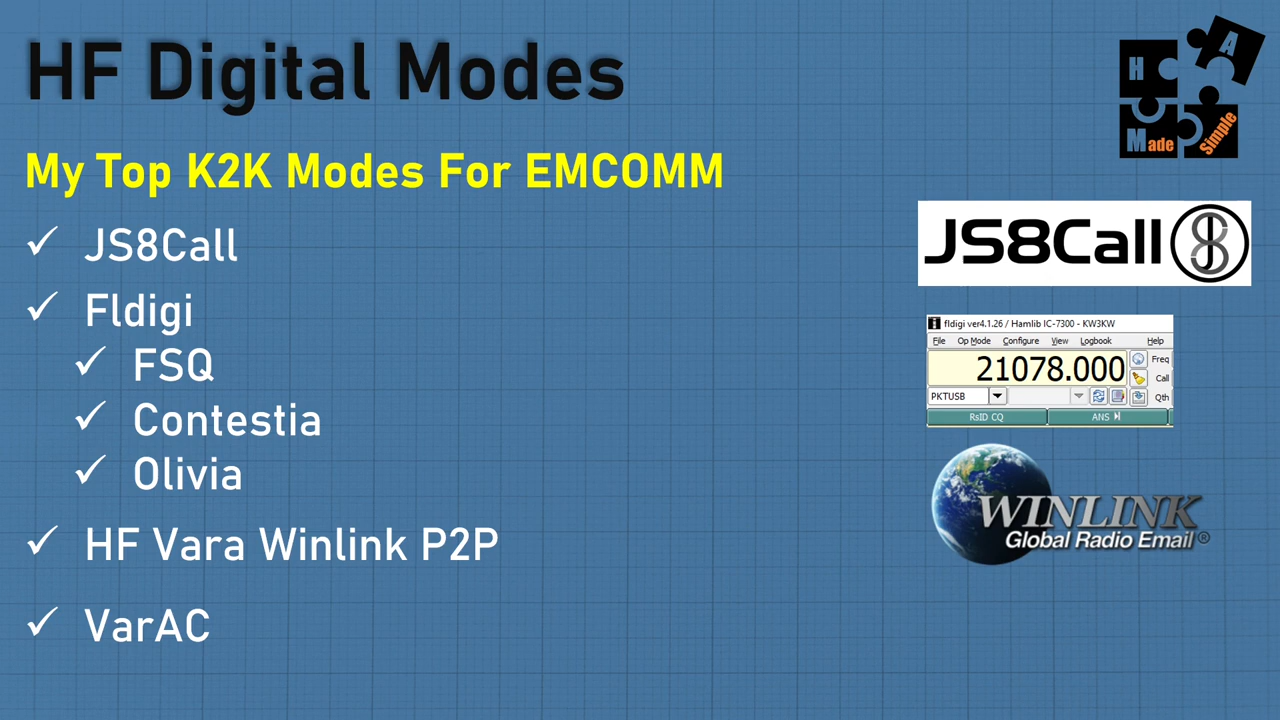 HF Digital Modes
H A
Made Simple
My Top K2K Modes For EMCOMM
✓ JS8Call
✓ Fldigi
✓ FSQ
✓ Contestia
✓ Olivia
✓ HF Vara Winlink P2P
✓ VarAC
JS8Call JS8
fldigi ver4.1.26 / Hamlib IC-7300 - KW3KW
File Op Mode Configure View Logbook Help
21078.000 Freq
Call
PKTUSB Qth
RsID CQ ANS
WINLINK
Global Radio Email®